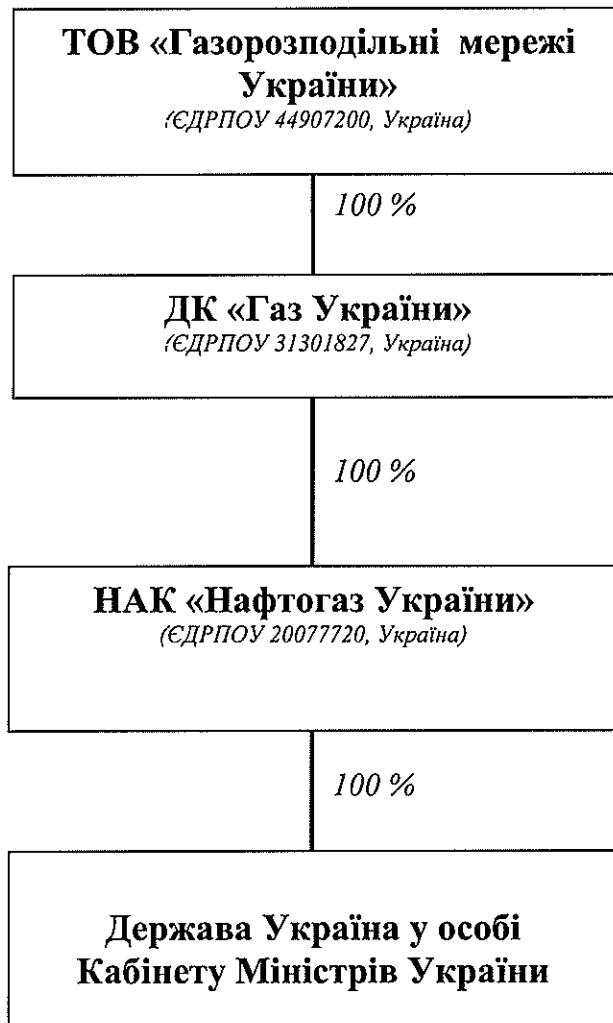 ТОВ «Газорозподільні мережі
України»
(ЄДРПОУ 44907200, Україна)
100 %
ДК «Газ України»
(ЄДРПОУ 31301827, Україна)
100 %
НАК «Нафтогаз України»
(ЄДРПОУ 20077720, Україна)
100 %
Держава Україна у особі
Кабінету Міністрів України